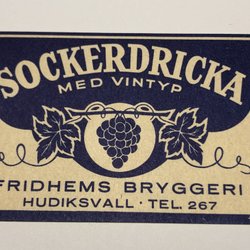 SOCKERDRICKA
MED VINTYP
FRIDHEMS BRYGGERI
HUDIKSVALL · TEL. 267